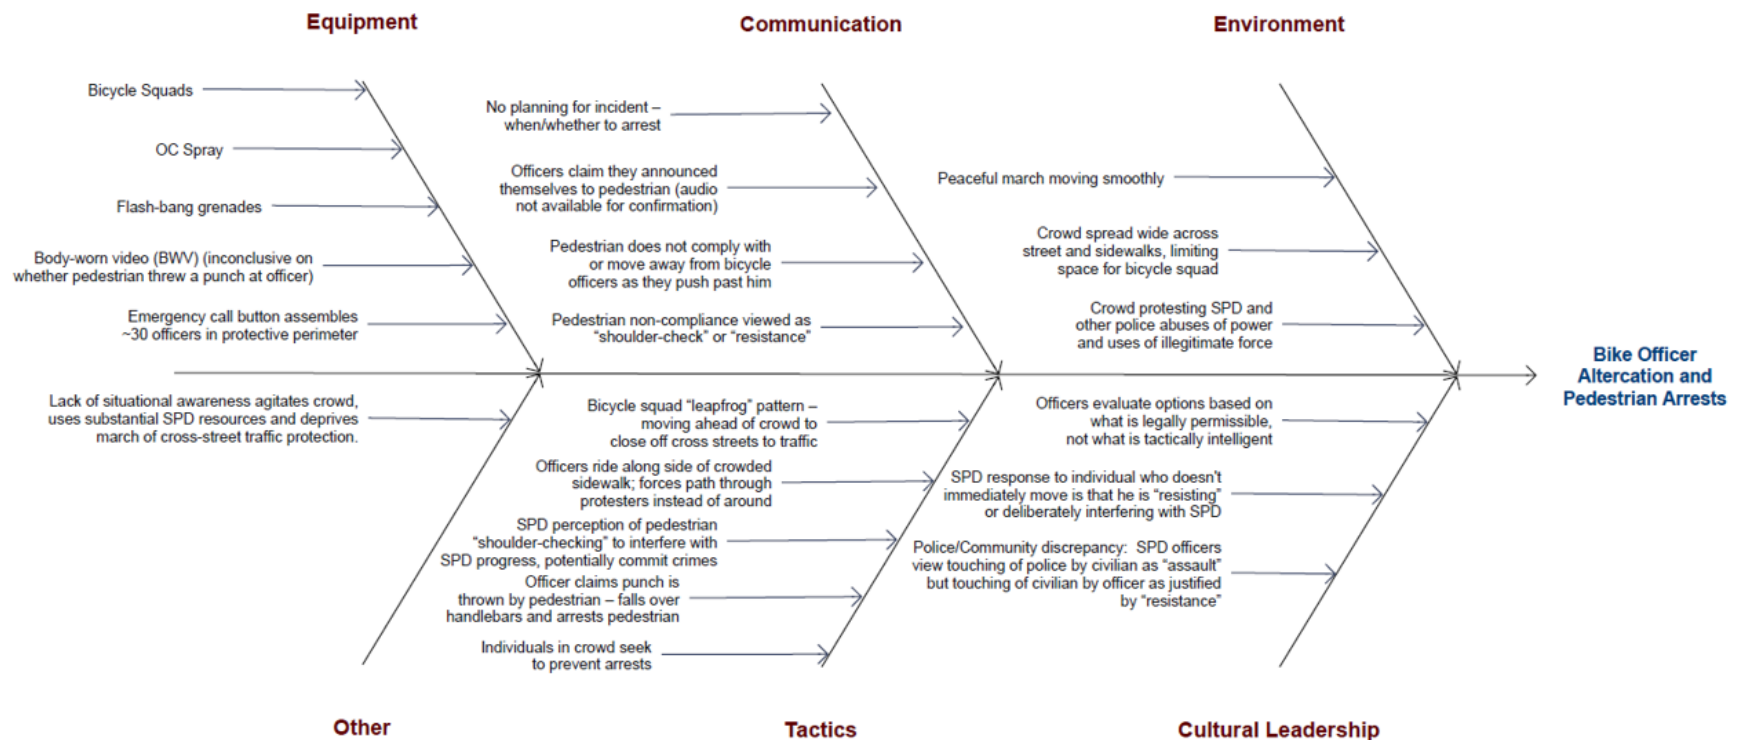 Equipment
Communication
Environment
Bicycle Squads
OC Spray
Flash-bang grenades
Body-worn video (BWV) (inconclusive on
whether pedestrian threw a punch at officer)
Emergency call button assembles
~30 officers in protective perimeter
No planning for incident –
when/whether to arrest
Officers claim they announced
themselves to pedestrian (audio
not available for confirmation)
Pedestrian does not comply with
or move away from bicycle
officers as they push past him
Pedestrian non-compliance viewed as
“shoulder-check” or “resistance”
Peaceful march moving smoothly
Crowd spread wide across
street and sidewalks, limiting
space for bicycle squad
Crowd protesting SPD and
other police abuses of power
and uses of illegitimate force
Bike Officer
Altercation and
Pedestrian Arrests
Lack of situational awareness agitates crowd,
uses substantial SPD resources and deprives
march of cross-street traffic protection.
Bicycle squad “leapfrog” pattern –
moving ahead of crowd to
close off cross streets to traffic
Officers ride along side of crowded
sidewalk; forces path through
protesters instead of around
SPD perception of pedestrian
“shoulder-checking” to interfere with
SPD progress, potentially commit crimes
Officer claims punch is
thrown by pedestrian – falls over
handlebars and arrests pedestrian
Individuals in crowd seek
to prevent arrests
Officers evaluate options based on
what is legally permissible,
not what is tactically intelligent
SPD response to individual who doesn't
immediately move is that he is “resisting”
or deliberately interfering with SPD
Police/Community discrepancy: SPD officers
view touching of police by civilian as “assault”
but touching of civilian by officer as justified
by “resistance”
Other
Tactics
Cultural Leadership